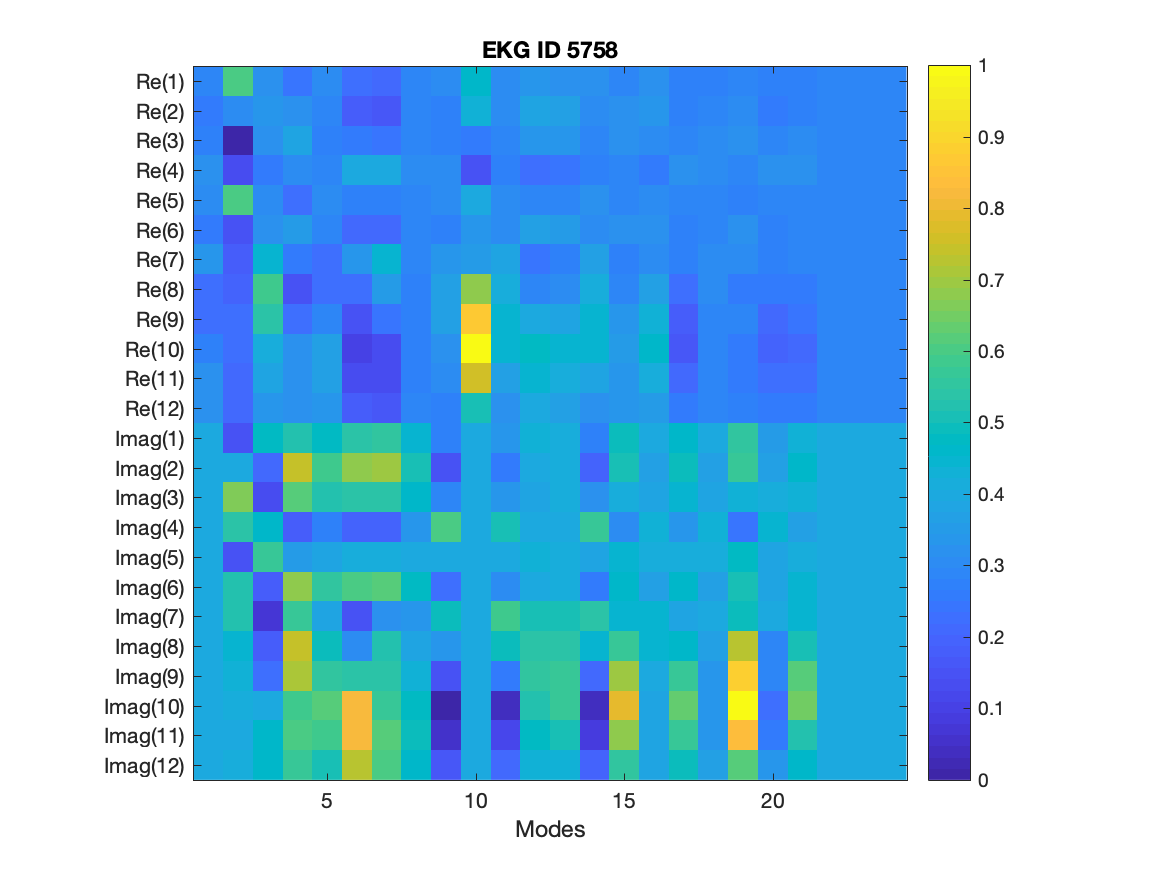 EKG ID 5758
Re(1)
Re(2)
Re(3)
Re(4)
Re(5)
Re(6)
Re(7)
Re(8)
Re(9)
Re(10)
Re(11)
Re(12)
Imag(1)
Imag(2)
Imag(3)
Imag(4)
Imag(5)
Imag(6)
Imag(7)
Imag(8)
Imag(9)
Imag(10)
Imag(11)
Imag(12)
5 10 15 20
Modes
1
0.9
0.8
0.7
0.6
0.5
0.4
0.3
0.2
0.1
0